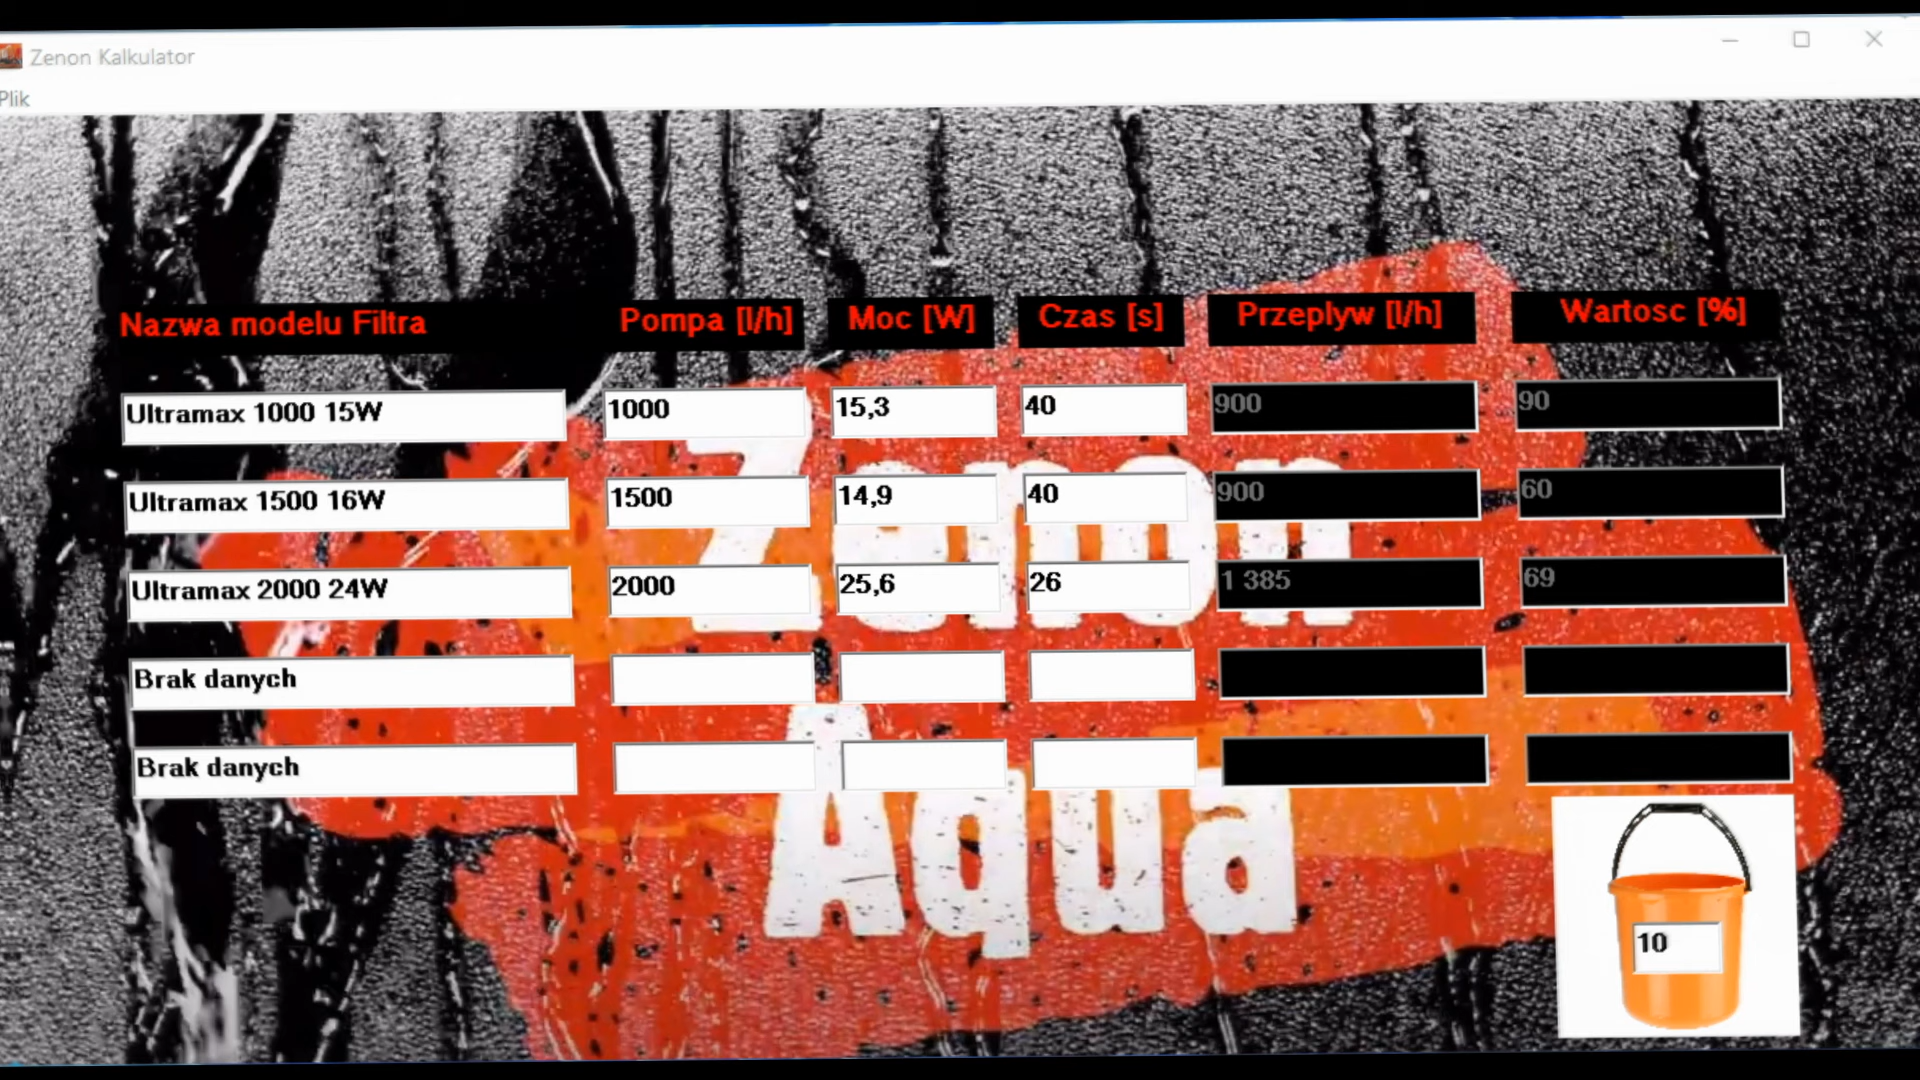 Zenon Kalkulator
Plik
Nazwa modelu Filtra Pompa [l/h] Moc [W] Czas [s] Przeplyw [l/h] Wartosc [%]
Ultramax 1000 15W 1000 15,3 40 900 90
Ultramax 1500 16W 1500 14,9 40 900 60
Ultramax 2000 24W 2000 25,6 26 1 385 69
Brak danych
Brak danych
Zenon
Aqua
10